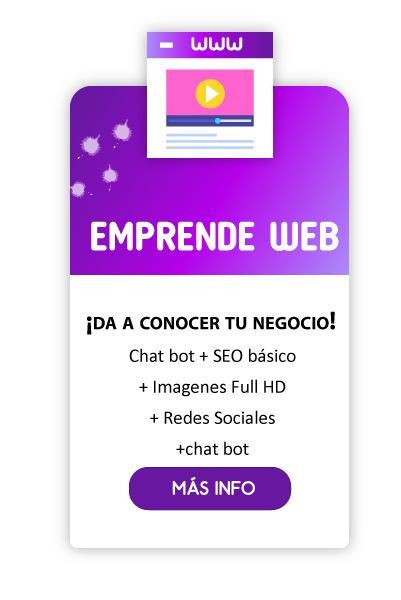 WWW
EMPRENDE WEB
¡DA A CONOCER TU NEGOCIO!
Chat bot + SEO básico
+ Imagenes Full HD
+ Redes Sociales
+chat bot
MÁS INFO